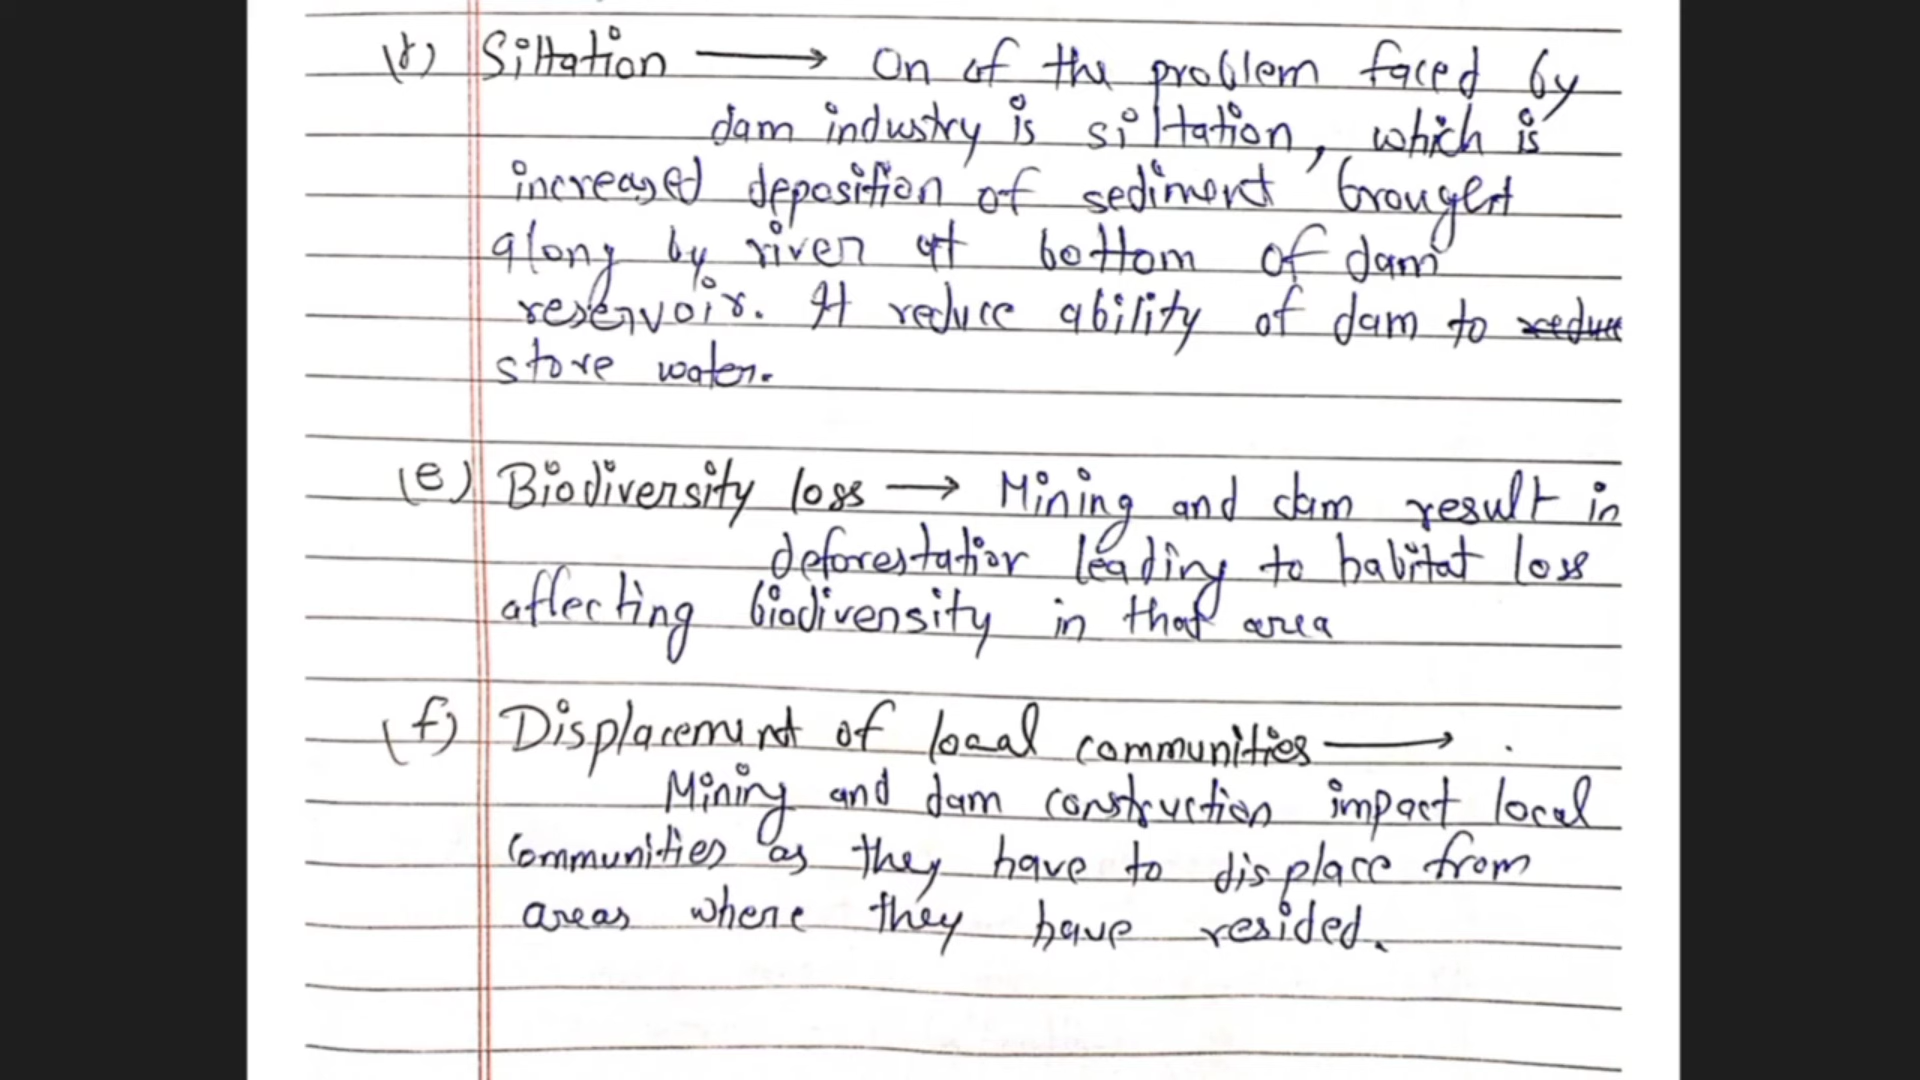 (d) Siltation → On of the problem faced by
dam industry is siltation, which is
increased deposition of sediment brought
along by river at bottom of dam
reservoir. It reduce ability of dam to reduce
store water.
(e) Biodiversity loss → Mining and dam result in
deforestation leading to habitat loss
affecting biodiversity in that area
(f) Displacement of local communities →
Mining and dam construction impact local
communities as they have to displace from
areas where they have resided.